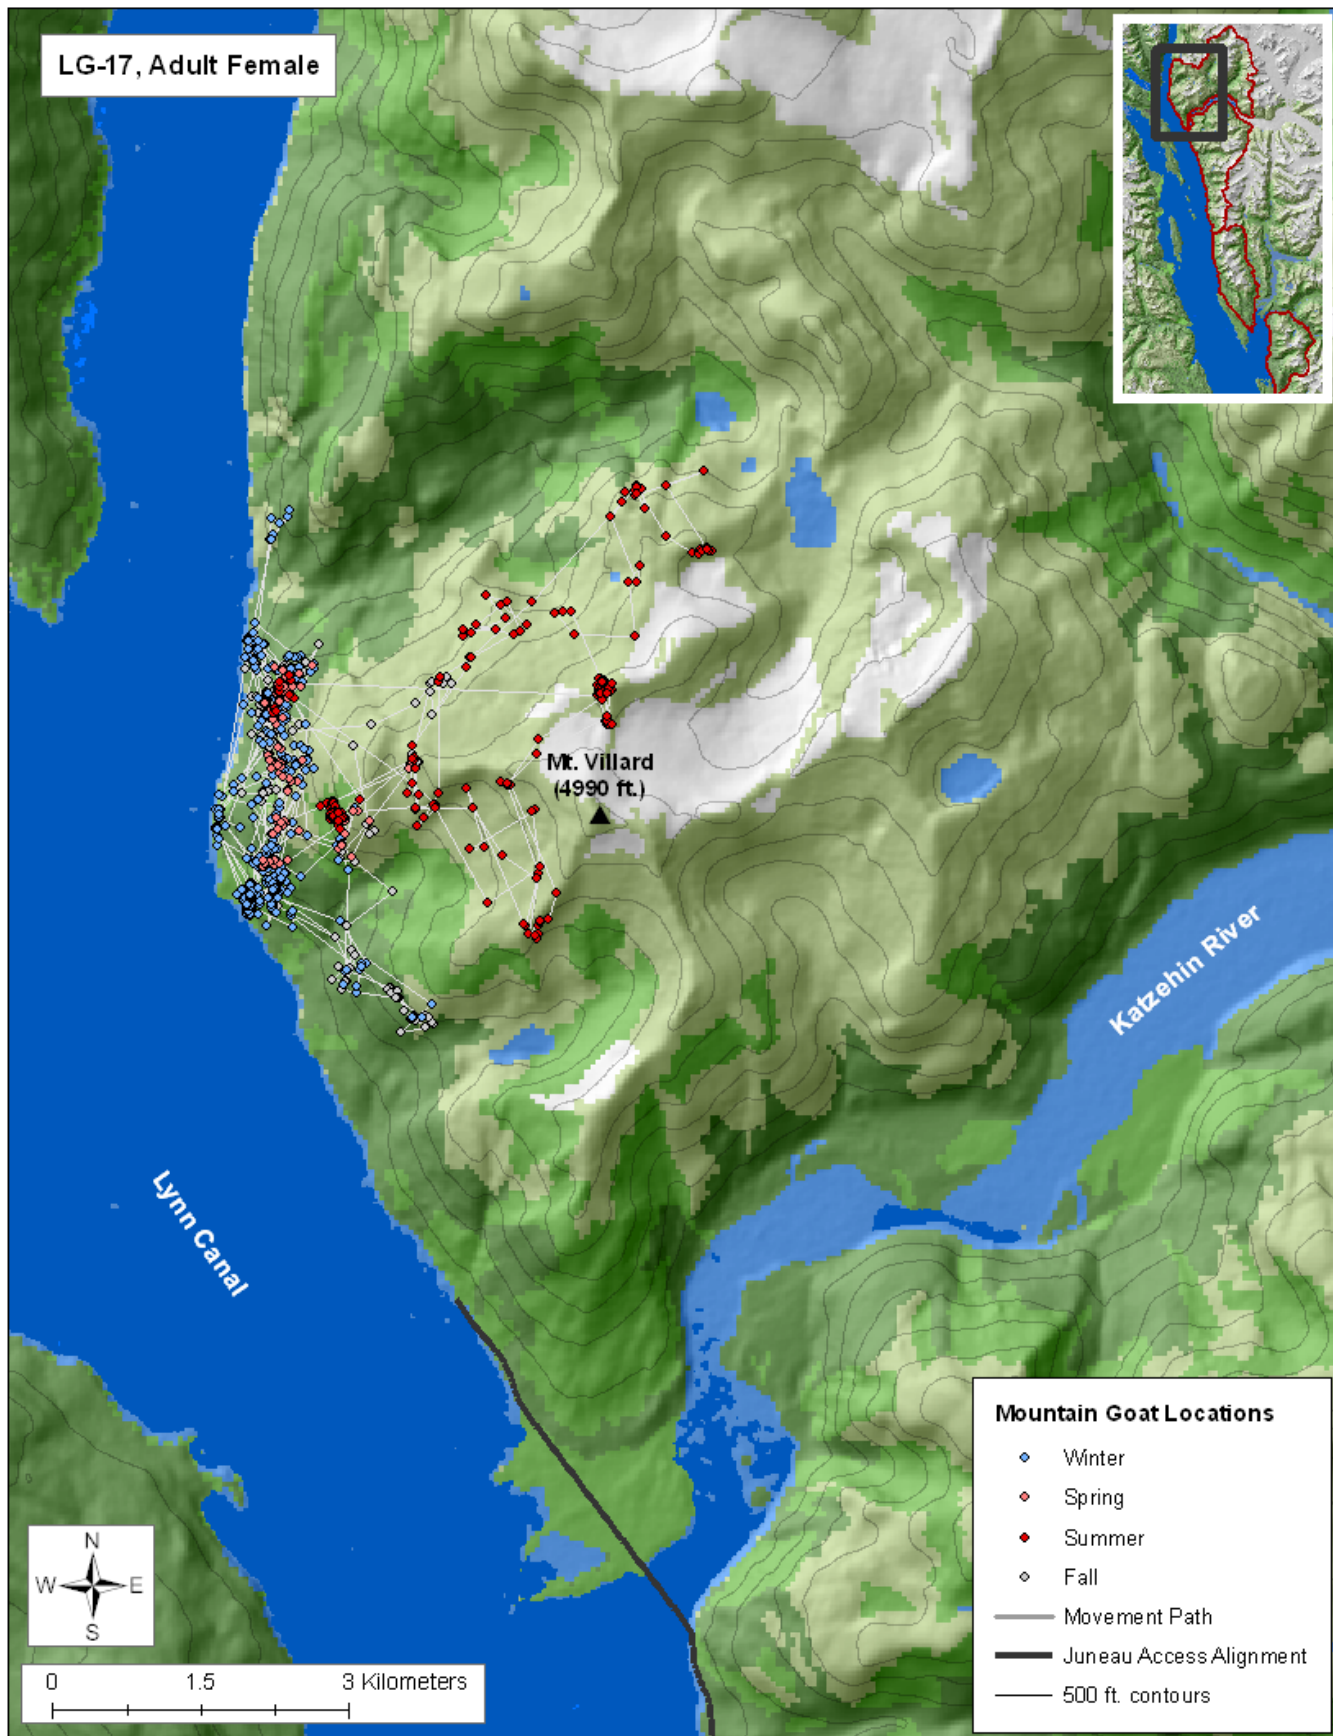 LG-17, Adult Female
Mt. Villard
(4990 ft.)
Katzehin River
Lynn Canal
Mountain Goat Locations
Winter
Spring
Summer
Fall
Movement Path
Juneau Access Alignment
500 ft. contours
N
W E
S
0 1.5 3 Kilometers